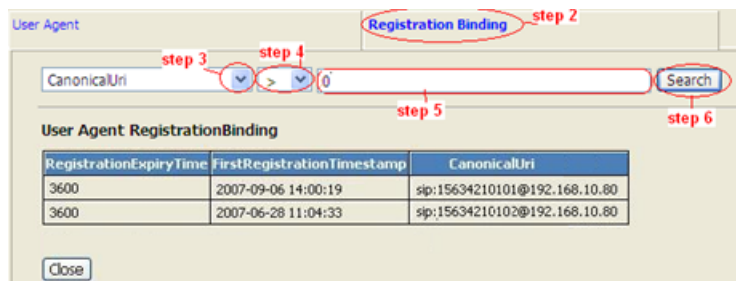 User Agent
Registration Binding
step 2
step 3
step 4
CanonicalUri > 0 Search
step 5
step 6
User Agent RegistrationBinding
RegistrationExpiryTime FirstRegistrationTimestamp CanonicalUri
3600 2007-09-06 14:00:19 sip:15634210101@192.168.10.80
3600 2007-06-28 11:04:33 sip:15634210102@192.168.10.80
Close